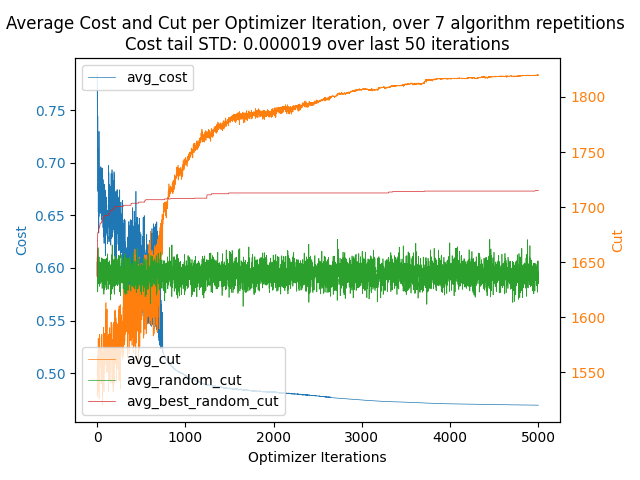 Average Cost and Cut per Optimizer Iteration, over 7 algorithm repetitions
Cost tail STD: 0.000019 over last 50 iterations
avg_cost
0.75
0.70
0.65
0.60
0.55
0.50
Cost
1800
1750
1700
1650
1600
1550
Cut
avg_cut
avg_random_cut
avg_best_random_cut
0
1000
2000
3000
4000
5000
Optimizer Iterations